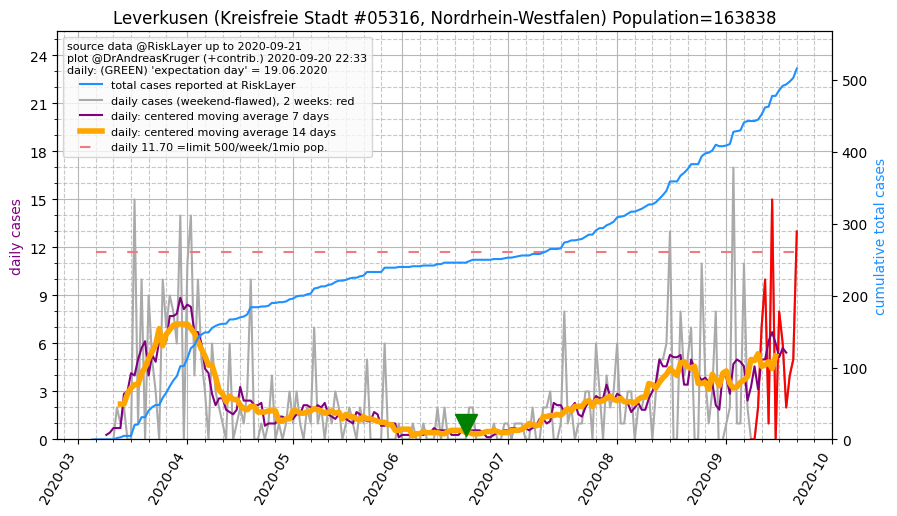 Leverkusen (Kreisfreie Stadt #05316, Nordrhein-Westfalen) Population=163838
source data @RiskLayer up to 2020-09-21
plot @DrAndreasKruger (+contrib.) 2020-09-20 22:33
daily: (GREEN) 'expectation day' = 19.06.2020
total cases reported at RiskLayer
daily cases (weekend-flawed), 2 weeks: red
daily: centered moving average 7 days
daily: centered moving average 14 days
daily 11.70 =limit 500/week/1mio pop.
daily cases
24
21
18
15
12
9
6
3
0
cumulative total cases
500
400
300
200
100
0
2020-03
2020-04
2020-05
2020-06
2020-07
2020-08
2020-09
2020-10